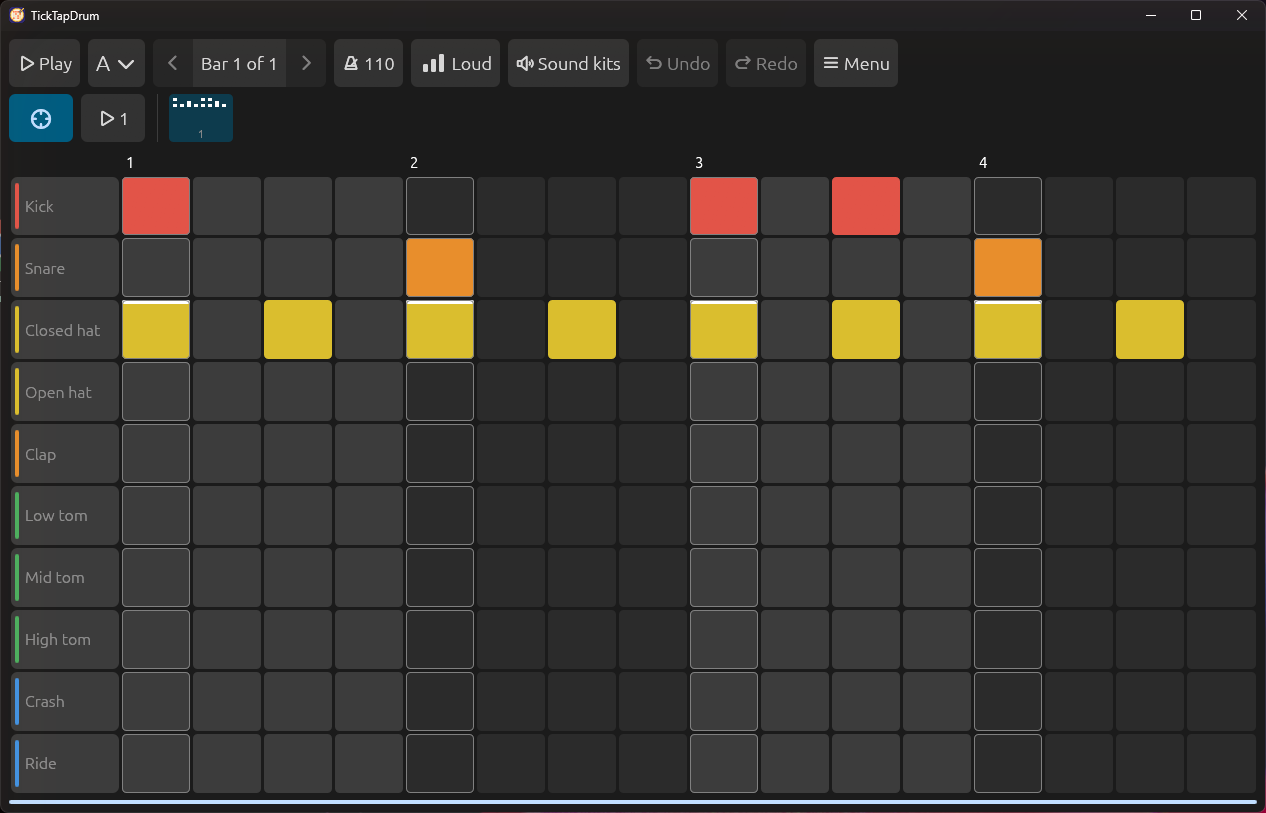 TickTapDrum
Play A Bar 1 of 1 110 Loud Sound kits Undo Redo Menu
1 1
1 2 3 4
Kick
Snare
Closed hat
Open hat
Clap
Low tom
Mid tom
High tom
Crash
Ride